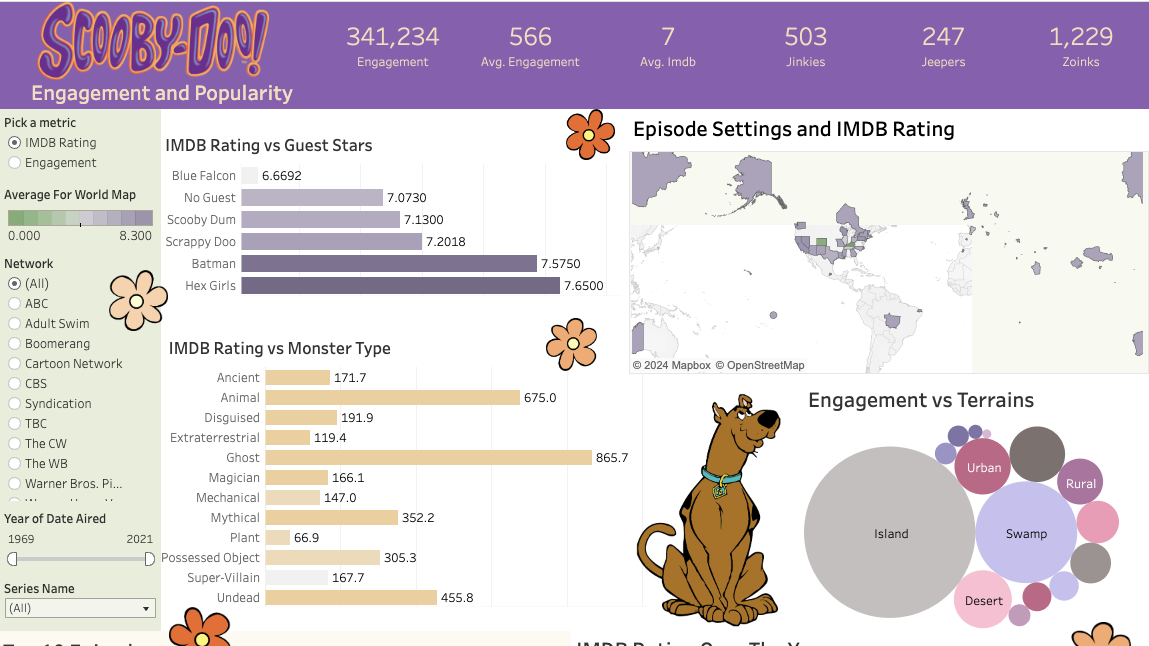 SCOOBY-DOO!
Engagement and Popularity
341,234
Engagement
566
Avg. Engagement
7
Avg. Imdb
503
Jinkies
247
Jeepers
1,229
Zoinks
Pick a metric
IMDB Rating
Engagement
Average For World Map
0.000 8.300
Network
(All)
ABC
Adult Swim
Boomerang
Cartoon Network
CBS
Syndication
TBC
The CW
The WB
Warner Bros. Pi...
Year of Date Aired
1969 2021
Series Name
(All)
IMDB Rating vs Guest Stars
Blue Falcon 6.6692
No Guest 7.0730
Scooby Dum 7.1300
Scrappy Doo 7.2018
Batman 7.5750
Hex Girls 7.6500
IMDB Rating vs Monster Type
Ancient 171.7
Animal 675.0
Disguised 191.9
Extraterrestrial 119.4
Ghost 865.7
Magician 166.1
Mechanical 147.0
Mythical 352.2
Plant 66.9
Possessed Object 305.3
Super-Villain 167.7
Undead 455.8
Episode Settings and IMDB Rating
© 2024 Mapbox © OpenStreetMap
Engagement vs Terrains
Urban
Rural
Island
Swamp
Desert